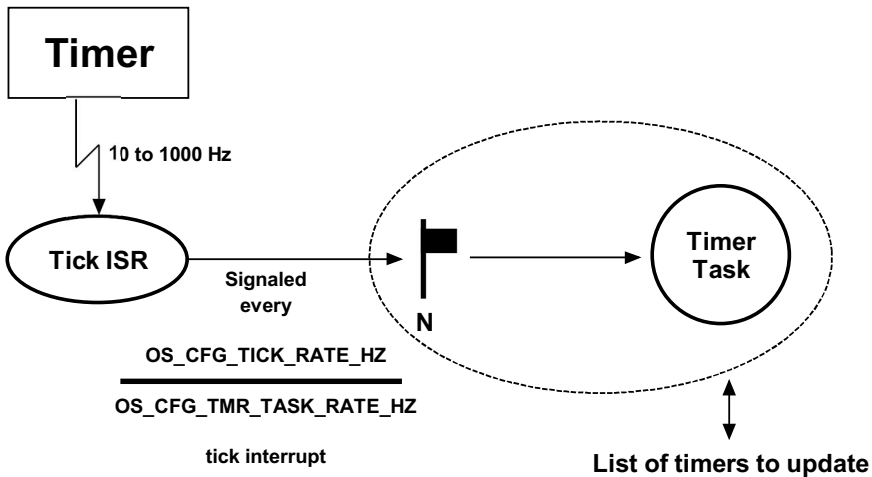 Timer
10 to 1000 Hz
Tick ISR
Signaled
every
N
Timer
Task
OS_CFG_TICK_RATE_HZ
OS_CFG_TMR_TASK_RATE_HZ
tick interrupt
List of timers to update